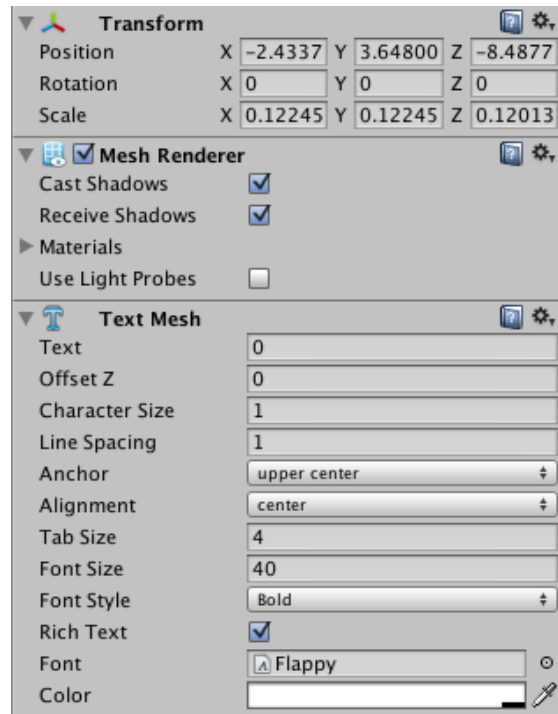 Transform
Position X -2.4337 Y 3.64800 Z -8.4877
Rotation X 0 Y 0 Z 0
Scale X 0.12245 Y 0.12245 Z 0.12013
Mesh Renderer
Cast Shadows
Receive Shadows
Materials
Use Light Probes
Text Mesh
Text 0
Offset Z 0
Character Size 1
Line Spacing 1
Anchor upper center
Alignment center
Tab Size 4
Font Size 40
Font Style Bold
Rich Text
Font Flappy
Color